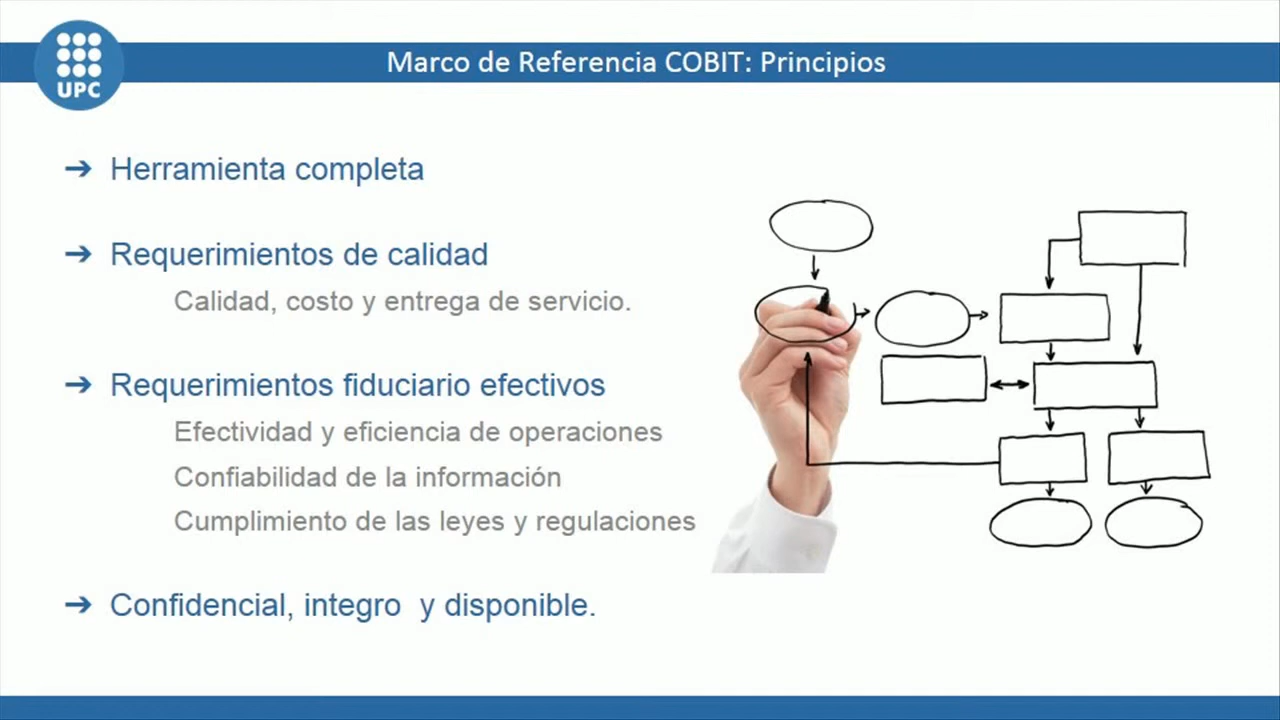 Marco de Referencia COBIT: Principios
UPC
➔ Herramienta completa
➔ Requerimientos de calidad
Calidad, costo y entrega de servicio.
➔ Requerimientos fiduciario efectivos
Efectividad y eficiencia de operaciones
Confiabilidad de la información
Cumplimiento de las leyes y regulaciones
➔ Confidencial, integro y disponible.